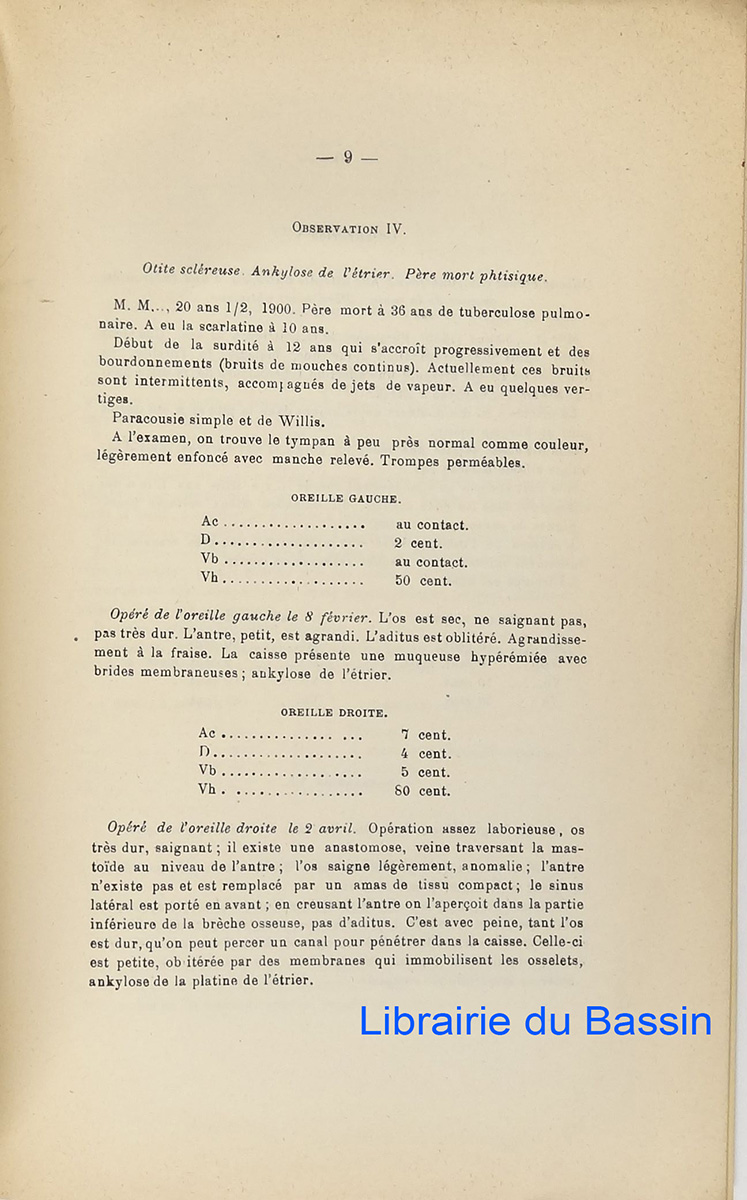 — 9 —
OBSERVATION IV.
Otite scléreuse. Ankylose de l'étrier. Père mort phtisique.
M. M..., 20 ans 1/2, 1900. Père mort à 36 ans de tuberculose pulmo-
naire. A eu la scarlatine à 10 ans.
Début de la surdité à 12 ans qui s'accroît progressivement et des
bourdonnements (bruits de mouches continus). Actuellement ces bruits
sont intermittents, accompagnés de jets de vapeur. A eu quelques ver-
tiges.
Paracousie simple et de Willis.
A l'examen, on trouve le tympan à peu près normal comme couleur,
légèrement enfoncé avec manche relevé. Trompes perméables.
OREILLE GAUCHE.
Ac ................... au contact.
D .................... 2 cent.
Vb ................... au contact.
Vh ................... 50 cent.
Opéré de l'oreille gauche le 8 février. L'os est sec, ne saignant pas,
pas très dur. L'antre, petit, est agrandi. L'aditus est oblitéré. Agrandisse-
ment à la fraise. La caisse présente une muqueuse hypérémiée avec
brides membraneuses ; ankylose de l'étrier.
OREILLE DROITE.
Ac ............... ... 7 cent.
D .................... 4 cent.
Vb ................... 5 cent.
Vh . ................. 80 cent.
Opéré de l'oreille droite le 2 avril. Opération assez laborieuse, os
très dur, saignant ; il existe une anastomose, veine traversant la mas-
toïde au niveau de l'antre ; l'os saigne légèrement, anomalie ; l'antre
n'existe pas et est remplacé par un amas de tissu compact ; le sinus
latéral est porté en avant ; en creusant l'antre on l'aperçoit dans la partie
inférieure de la brèche osseuse, pas d'aditus. C'est avec peine, tant l'os
est dur, qu'on peut percer un canal pour pénétrer dans la caisse. Celle-ci
est petite, ob itérée par des membranes qui immobilisent les osselets,
ankylose de la platine de l'étrier.
Librairie du Bassin